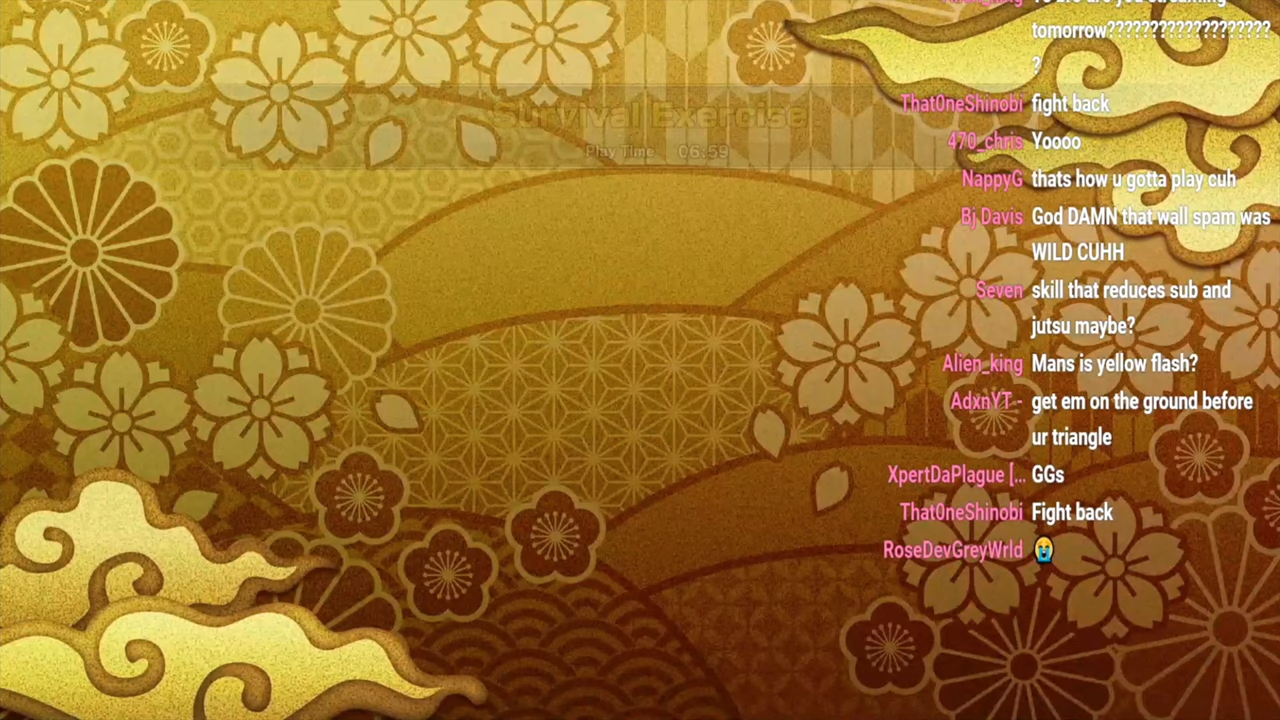 Survival Exercise
Play Time 06:59
tomorrow??????????????????
?
ThatOneShinobi fight back
470_chris Yoooo
NappyG thats how u gotta play cuh
Bj Davis God DAMN that wall spam was
WILD CUHH
Seven skill that reduces sub and
jutsu maybe?
Alien_king Mans is yellow flash?
AdxnYT - get em on the ground before
ur triangle
XpertDaPlague [... GGs
ThatOneShinobi Fight back
RoseDevGreyWrld 😭